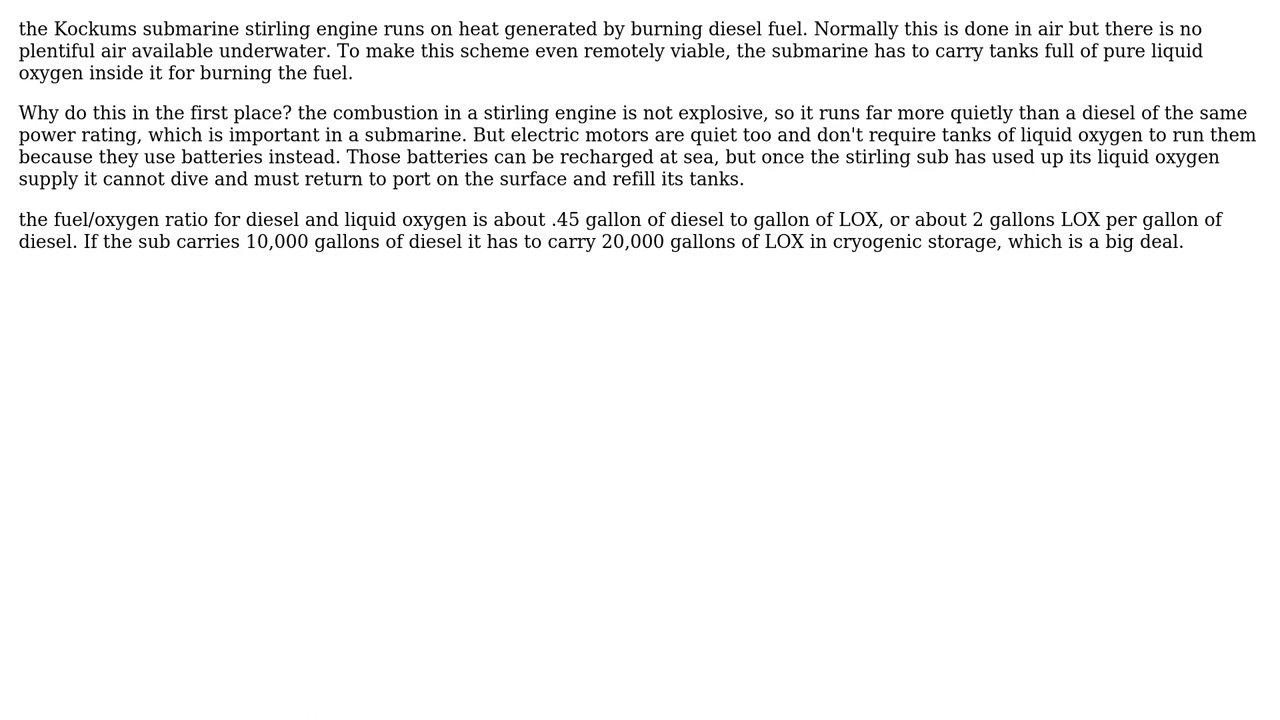 the Kockums submarine stirling engine runs on heat generated by burning diesel fuel. Normally this is done in air but there is no
plentiful air available underwater. To make this scheme even remotely viable, the submarine has to carry tanks full of pure liquid
oxygen inside it for burning the fuel.
Why do this in the first place? the combustion in a stirling engine is not explosive, so it runs far more quietly than a diesel of the same
power rating, which is important in a submarine. But electric motors are quiet too and don't require tanks of liquid oxygen to run them
because they use batteries instead. Those batteries can be recharged at sea, but once the stirling sub has used up its liquid oxygen
supply it cannot dive and must return to port on the surface and refill its tanks.
the fuel/oxygen ratio for diesel and liquid oxygen is about .45 gallon of diesel to gallon of LOX, or about 2 gallons LOX per gallon of
diesel. If the sub carries 10,000 gallons of diesel it has to carry 20,000 gallons of LOX in cryogenic storage, which is a big deal.